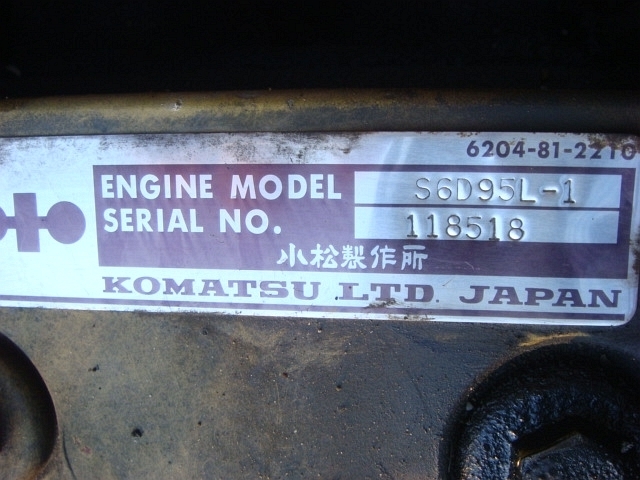 6204-81-2210
ENGINE MODEL S6D95L-1
SERIAL NO. 118518
小松製作所
KOMATSU LTD. JAPAN